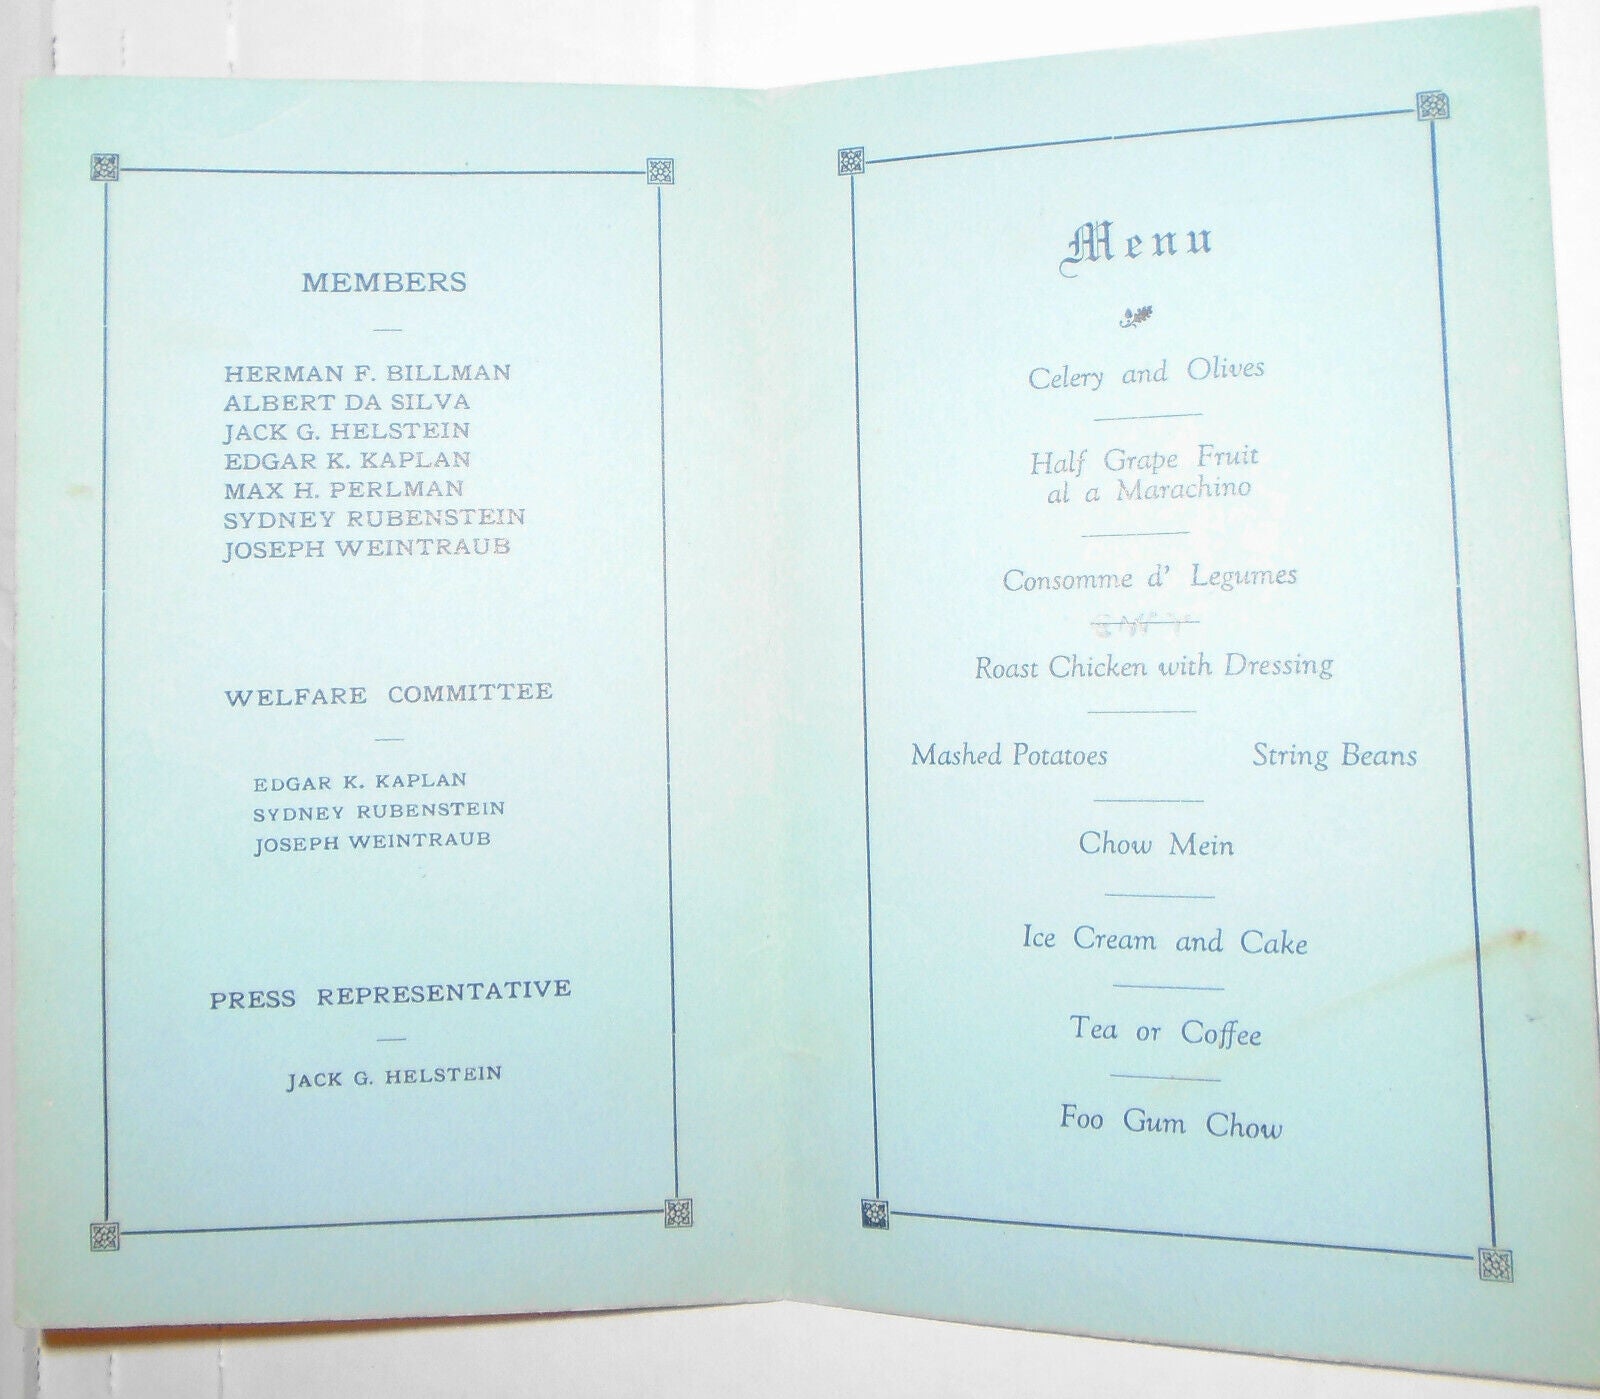 MEMBERS
HERMAN F. BILLMAN
ALBERT DA SILVA
JACK G. HELSTEIN
EDGAR K. KAPLAN
MAX H. PERLMAN
SYDNEY RUBENSTEIN
JOSEPH WEINTRAUB
WELFARE COMMITTEE
EDGAR K. KAPLAN
SYDNEY RUBENSTEIN
JOSEPH WEINTRAUB
PRESS REPRESENTATIVE
JACK G. HELSTEIN
Menu
Celery and Olives
Half Grape Fruit
al a Marachino
Consomme d' Legumes
Roast Chicken with Dressing
Mashed Potatoes String Beans
Chow Mein
Ice Cream and Cake
Tea or Coffee
Foo Gum Chow